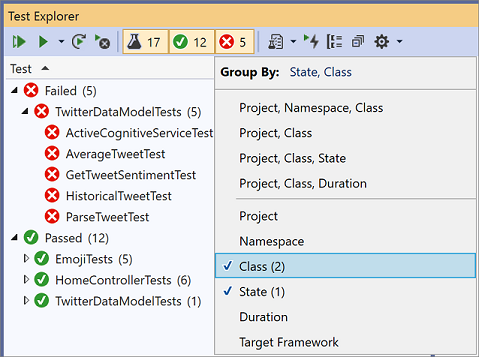 Test Explorer
17 12 5
Test
Failed (5)
TwitterDataModelTests (5)
ActiveCognitiveServiceTest
AverageTweetTest
GetTweetSentimentTest
HistoricalTweetTest
ParseTweetTest
Passed (12)
EmojiTests (5)
HomeControllerTests (6)
TwitterDataModelTests (1)
Group By: State, Class
Project, Namespace, Class
Project, Class
Project, Class, State
Project, Class, Duration
Project
Namespace
Class (2)
State (1)
Duration
Target Framework